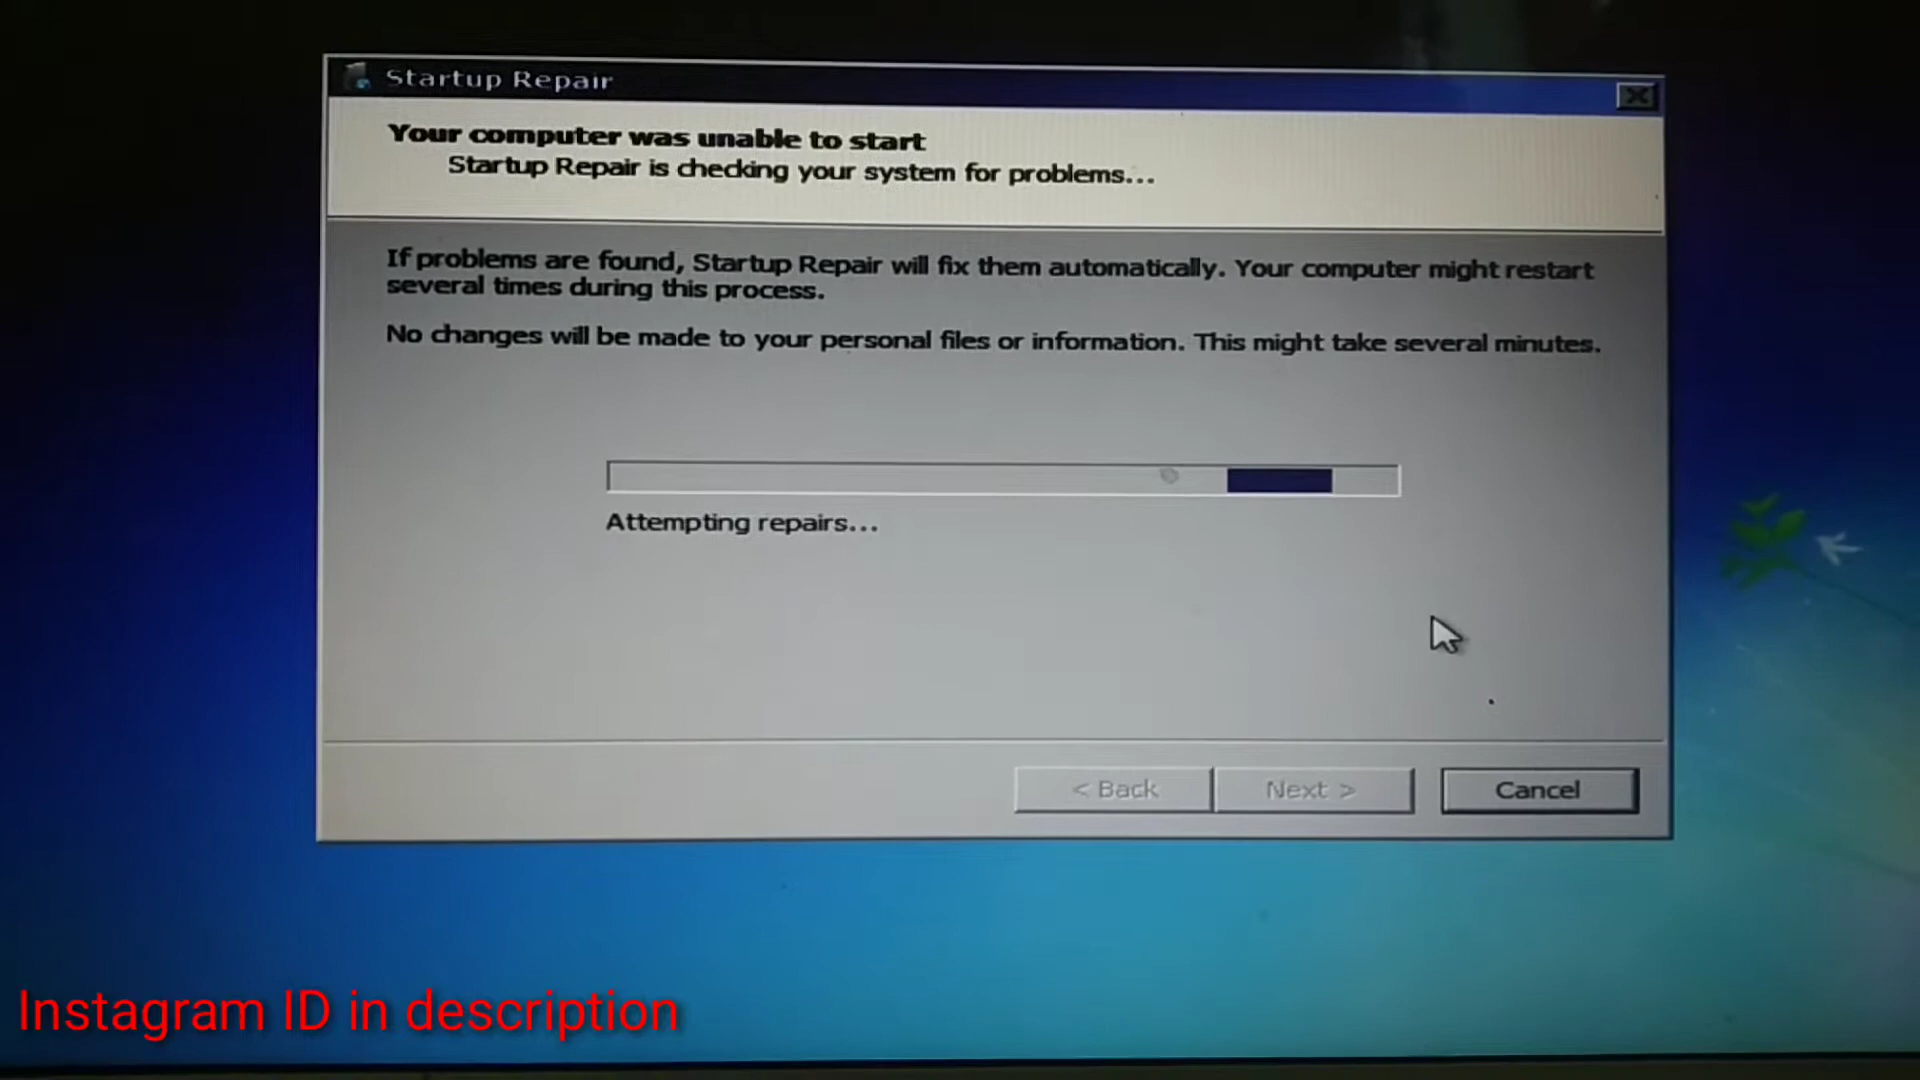 Startup Repair
Your computer was unable to start
Startup Repair is checking your system for problems...
If problems are found, Startup Repair will fix them automatically. Your computer might restart
several times during this process.
No changes will be made to your personal files or information. This might take several minutes.
Attempting repairs...
< Back
Next >
Cancel
Instagram ID in description